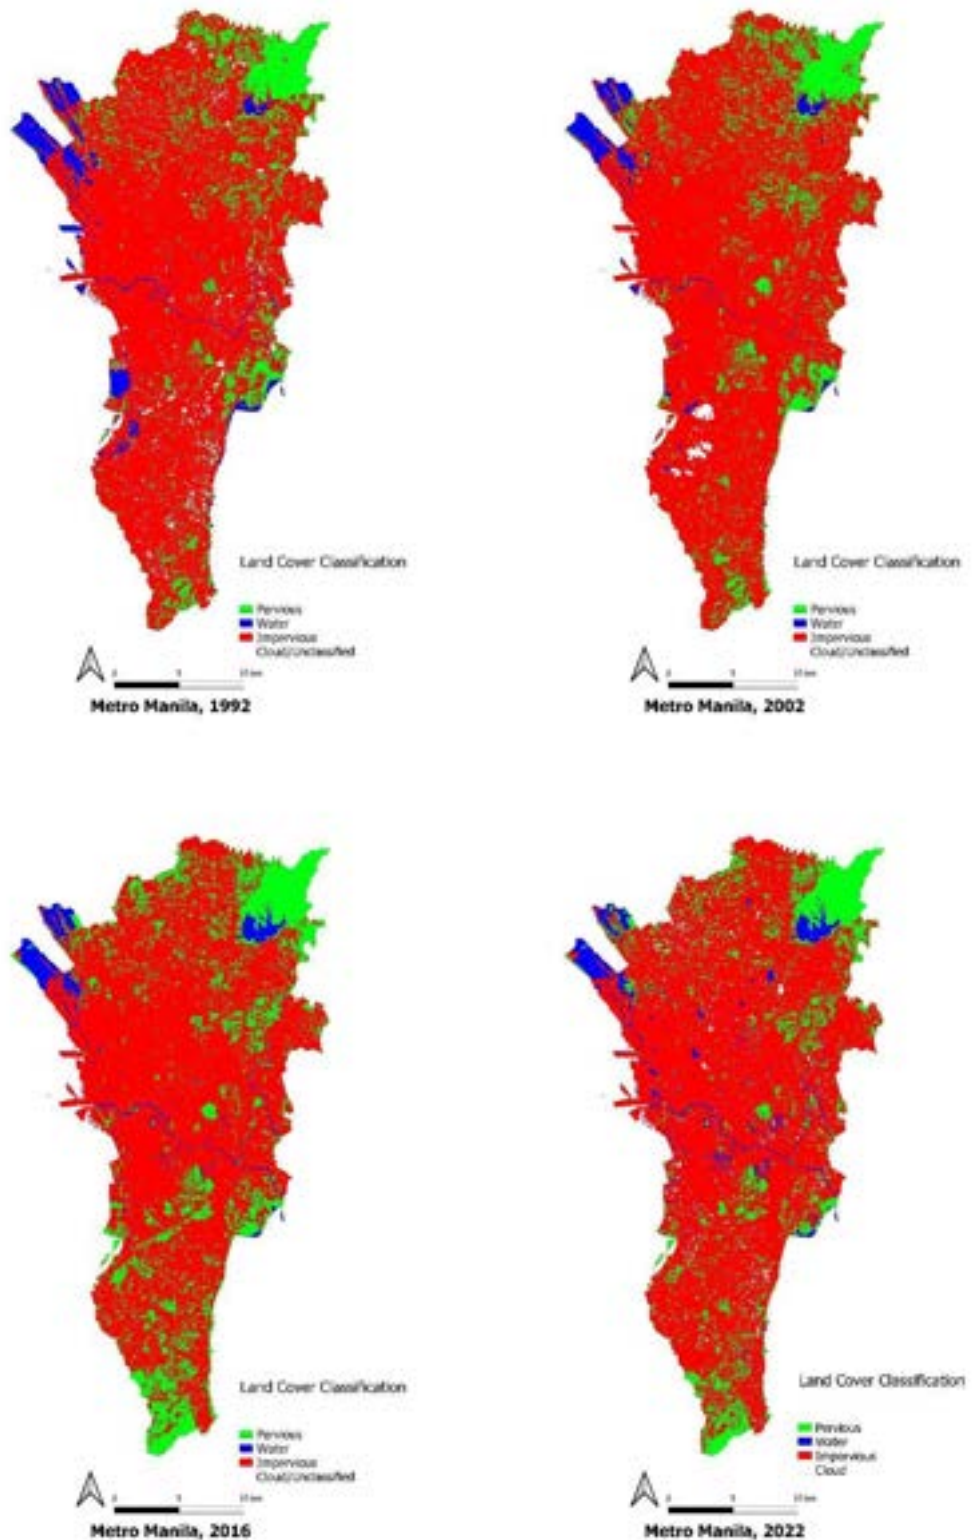 Land Cover Classification
Pervious
Water
Impervious
Cloud/Unclassified
Metro Manila, 1992
Land Cover Classification
Pervious
Water
Impervious
Cloud/Unclassified
Metro Manila, 2002
Land Cover Classification
Pervious
Water
Impervious
Cloud/Unclassified
Metro Manila, 2016
Land Cover Classification
Pervious
Water
Impervious
Cloud
Metro Manila, 2022